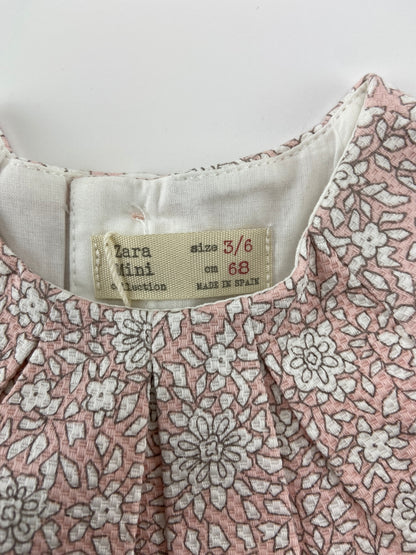 Zara
Mini
collection
size 3/6
cm 68
MADE IN SPAIN